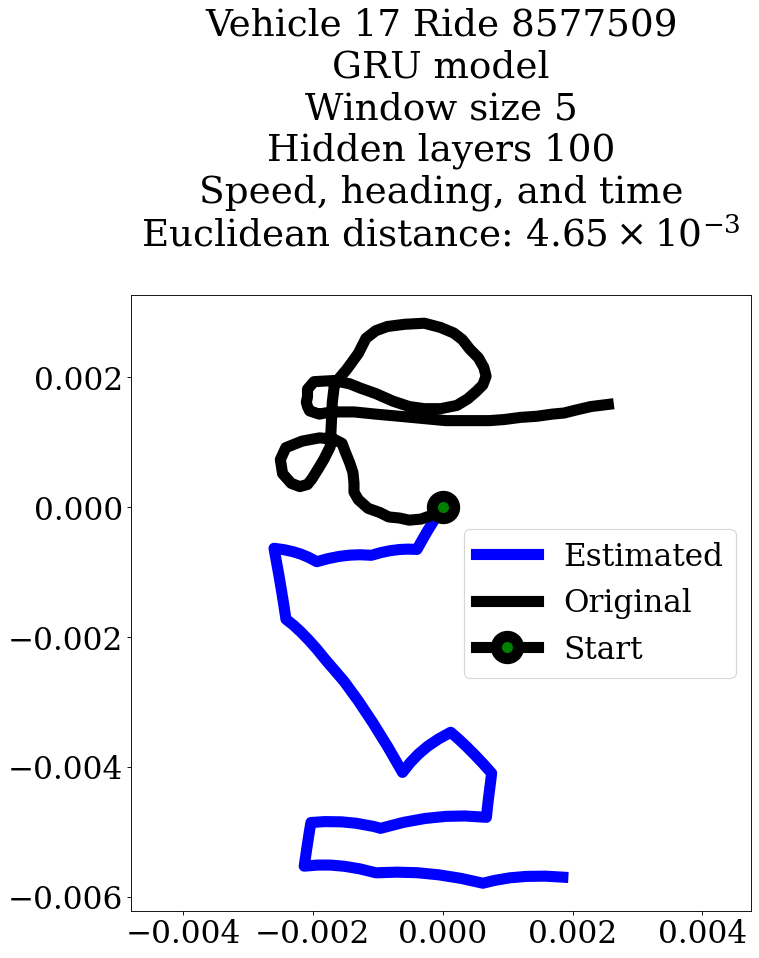 Vehicle 17 Ride 8577509
GRU model
Window size 5
Hidden layers 100
Speed, heading, and time
Euclidean distance: 4.65 × 10⁻³
0.002
0.000
−0.002
−0.004
−0.006
Estimated
Original
Start
−0.004 −0.002 0.000 0.002 0.004